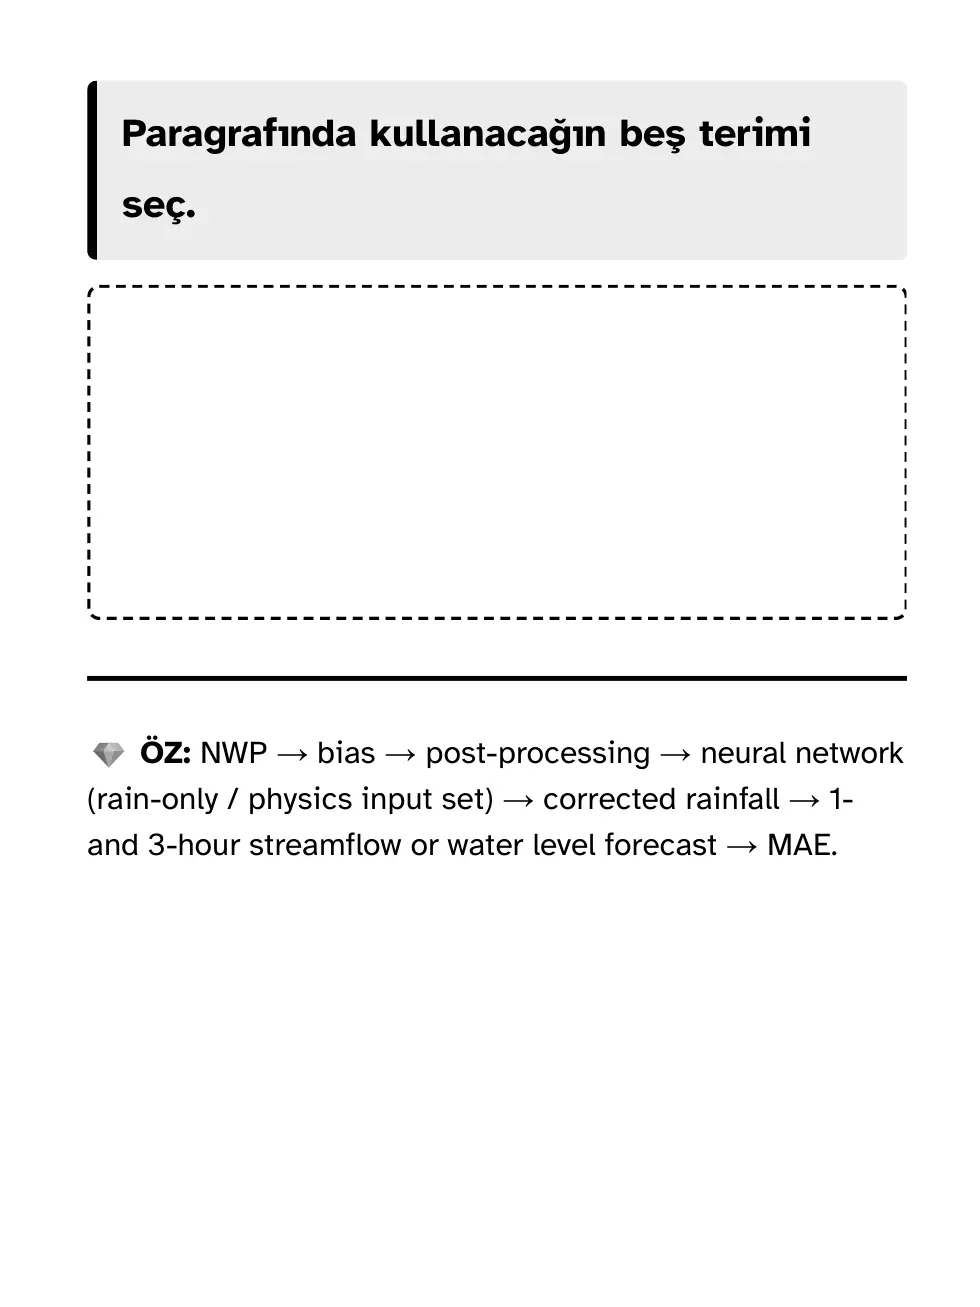 Paragrafında kullanacağın beş terimi
seç.
ÖZ: NWP → bias → post-processing → neural network
(rain-only / physics input set) → corrected rainfall → 1-
and 3-hour streamflow or water level forecast → MAE.